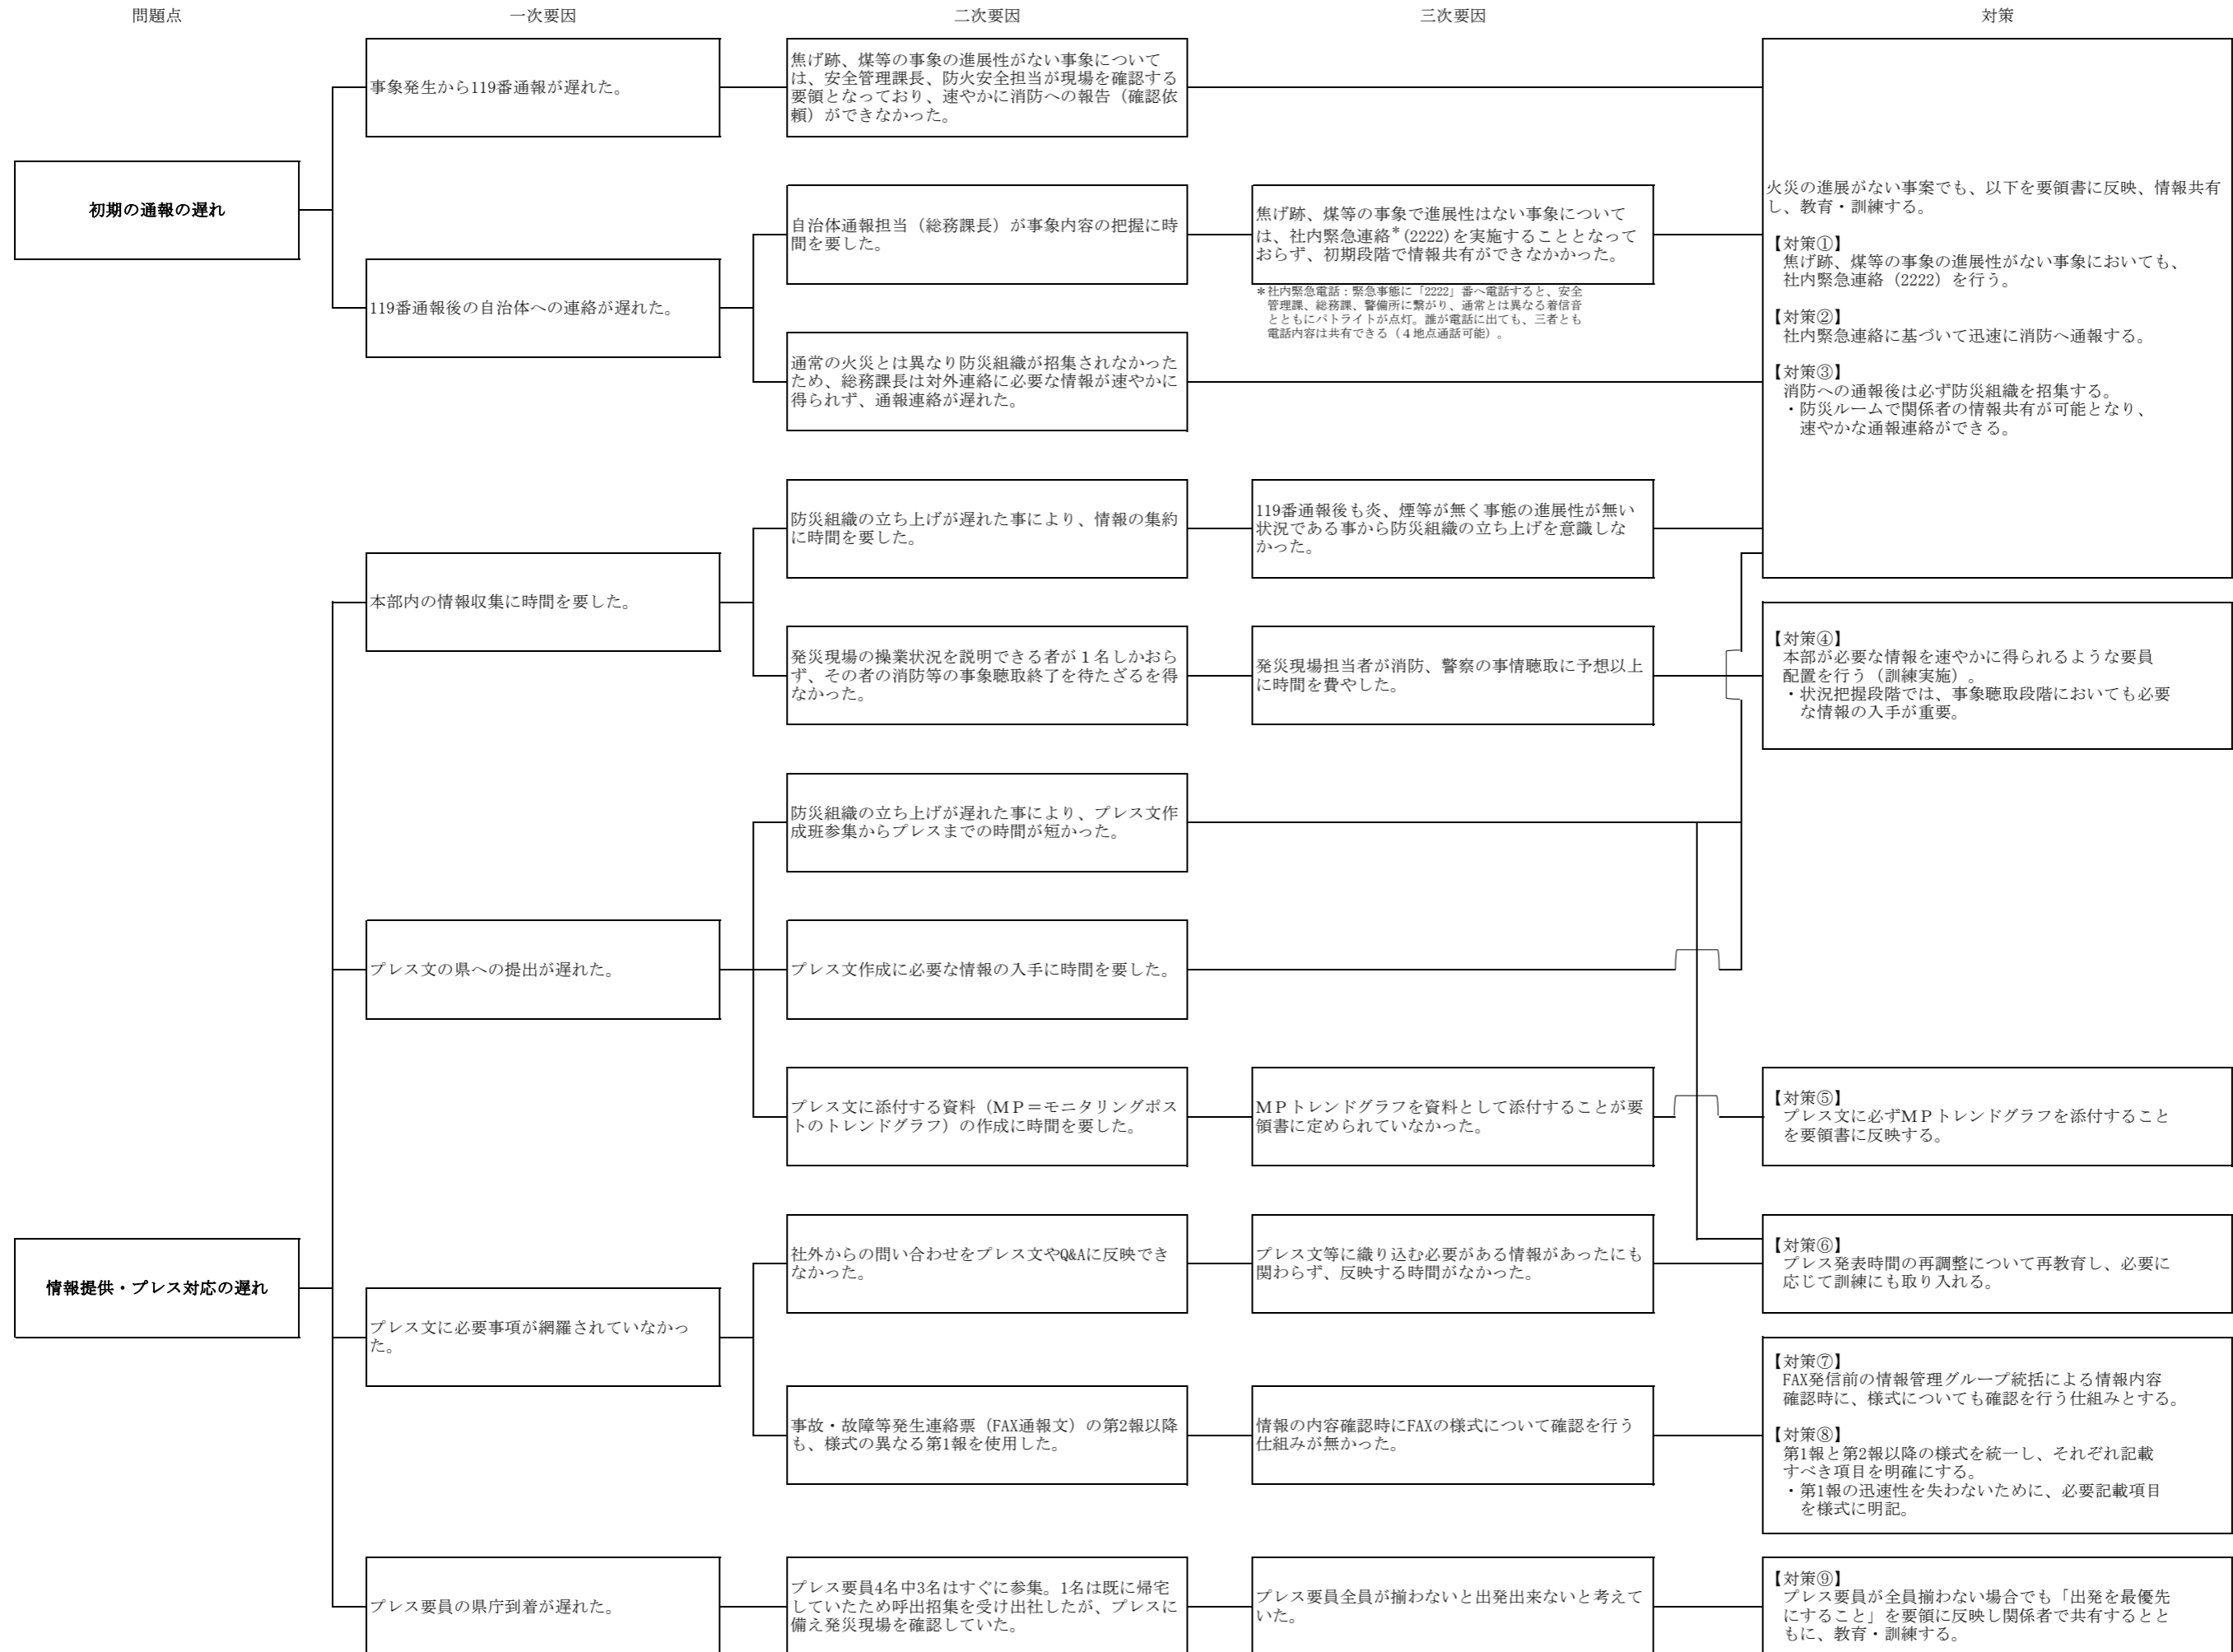 問題点
一次要因
二次要因
三次要因
対策
初期の通報の遅れ
事象発生から119番通報が遅れた。
焦げ跡、煤等の事象の進展性がない事象について
は、安全管理課長、防火安全担当が現場を確認する
要領となっており、速やかに消防への報告（確認依
頼）ができなかった。
119番通報後の自治体への連絡が遅れた。
自治体通報担当（総務課長）が事象内容の把握に時
間を要した。
焦げ跡、煤等の事象で進展性はない事象について
は、社内緊急連絡＊(2222)を実施することとなって
おらず、初期段階で情報共有ができなかかった。
＊社内緊急電話：緊急事態に「2222」番へ電話すると、安全
管理課、総務課、警備所に繋がり、通常とは異なる着信音
とともにパトライトが点灯。誰が電話に出ても、三者とも
電話内容は共有できる（４地点通話可能）。
通常の火災とは異なり防災組織が招集されなかった
ため、総務課長は対外連絡に必要な情報が速やかに
得られず、通報連絡が遅れた。
火災の進展がない事案でも、以下を要領書に反映、情報共有
し、教育・訓練する。
【対策①】
焦げ跡、煤等の事象の進展性がない事象においても、
社内緊急連絡（2222）を行う。
【対策②】
社内緊急連絡に基づいて迅速に消防へ通報する。
【対策③】
消防への通報後は必ず防災組織を招集する。
・防災ルームで関係者の情報共有が可能となり、
速やかな通報連絡ができる。
情報提供・プレス対応の遅れ
本部内の情報収集に時間を要した。
防災組織の立ち上げが遅れた事により、情報の集約
に時間を要した。
119番通報後も炎、煙等が無く事態の進展性が無い
状況である事から防災組織の立ち上げを意識しな
かった。
発災現場の操業状況を説明できる者が１名しかおら
ず、その者の消防等の事象聴取終了を待たざるを得
なかった。
発災現場担当者が消防、警察の事情聴取に予想以上
に時間を費やした。
【対策④】
本部が必要な情報を速やかに得られるような要員
配置を行う（訓練実施）。
・状況把握段階では、事象聴取段階においても必要
な情報の入手が重要。
プレス文の県への提出が遅れた。
防災組織の立ち上げが遅れた事により、プレス文作
成班参集からプレスまでの時間が短かった。
プレス文作成に必要な情報の入手に時間を要した。
プレス文に添付する資料（ＭＰ＝モニタリングポス
トのトレンドグラフ）の作成に時間を要した。
ＭＰトレンドグラフを資料として添付することが要
領書に定められていなかった。
【対策⑤】
プレス文に必ずＭＰトレンドグラフを添付すること
を要領書に反映する。
プレス文に必要事項が網羅されていなかっ
た。
社外からの問い合わせをプレス文やQ&Aに反映でき
なかった。
プレス文等に織り込む必要がある情報があったにも
関わらず、反映する時間がなかった。
【対策⑥】
プレス発表時間の再調整について再教育し、必要に
応じて訓練にも取り入れる。
事故・故障等発生連絡票（FAX通報文）の第2報以降
も、様式の異なる第1報を使用した。
情報の内容確認時にFAXの様式について確認を行う
仕組みが無かった。
【対策⑦】
FAX発信前の情報管理グループ統括による情報内容
確認時に、様式についても確認を行う仕組みとする。
【対策⑧】
第1報と第2報以降の様式を統一し、それぞれ記載
すべき項目を明確にする。
・第1報の迅速性を失わないために、必要記載項目
を様式に明記。
プレス要員の県庁到着が遅れた。
プレス要員4名中3名はすぐに参集。1名は既に帰宅
していたため呼出招集を受け出社したが、プレスに
備え発災現場を確認していた。
プレス要員全員が揃わないと出発出来ないと考えて
いた。
【対策⑨】
プレス要員が全員揃わない場合でも「出発を最優先
にすること」を要領に反映し関係者で共有するとと
もに、教育・訓練する。